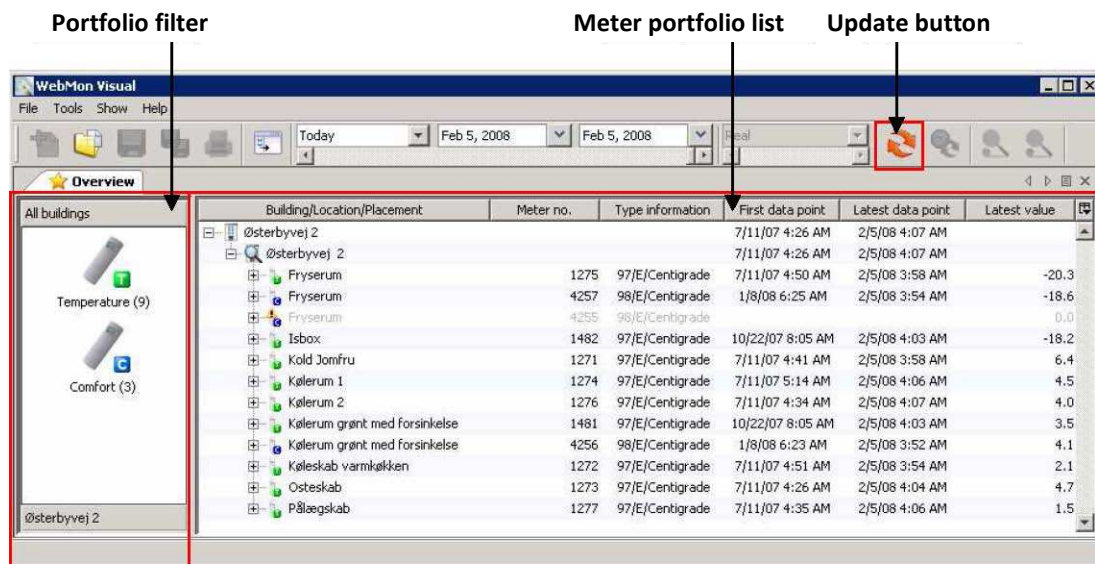 Portfolio filter Meter portfolio list Update button
WebMon Visual
File Tools Show Help
Today Feb 5, 2008 Feb 5, 2008 Real
Overview
All buildings
Temperature (9)
Comfort (3)
Østerbyvej 2
Building/Location/Placement Meter no. Type information First data point Latest data point Latest value
Østerbyvej 2 7/11/07 4:26 AM 2/5/08 4:07 AM
Østerbyvej 2 7/11/07 4:26 AM 2/5/08 4:07 AM
Fryserum 1275 97/E/Centigrade 7/11/07 4:50 AM 2/5/08 3:58 AM -20.3
Fryserum 4257 98/E/Centigrade 1/8/08 6:25 AM 2/5/08 3:54 AM -18.6
Fryserum 4255 98/E/Centigrade 0.0
Isbox 1482 97/E/Centigrade 10/22/07 8:05 AM 2/5/08 4:03 AM -18.2
Kold Jomfru 1271 97/E/Centigrade 7/11/07 4:41 AM 2/5/08 3:58 AM 6.4
Kølerum 1 1274 97/E/Centigrade 7/11/07 5:14 AM 2/5/08 4:06 AM 4.5
Kølerum 2 1276 97/E/Centigrade 7/11/07 4:34 AM 2/5/08 4:07 AM 4.0
Kølerum grønt med forsinkelse 1481 97/E/Centigrade 10/22/07 8:05 AM 2/5/08 4:03 AM 3.5
Kølerum grønt med forsinkelse 4256 98/E/Centigrade 1/8/08 6:23 AM 2/5/08 3:52 AM 4.1
Køleskab varmkøkken 1272 97/E/Centigrade 7/11/07 4:51 AM 2/5/08 3:54 AM 2.1
Osteskab 1273 97/E/Centigrade 7/11/07 4:26 AM 2/5/08 4:04 AM 4.7
Pålægskab 1277 97/E/Centigrade 7/11/07 4:35 AM 2/5/08 4:06 AM 1.5